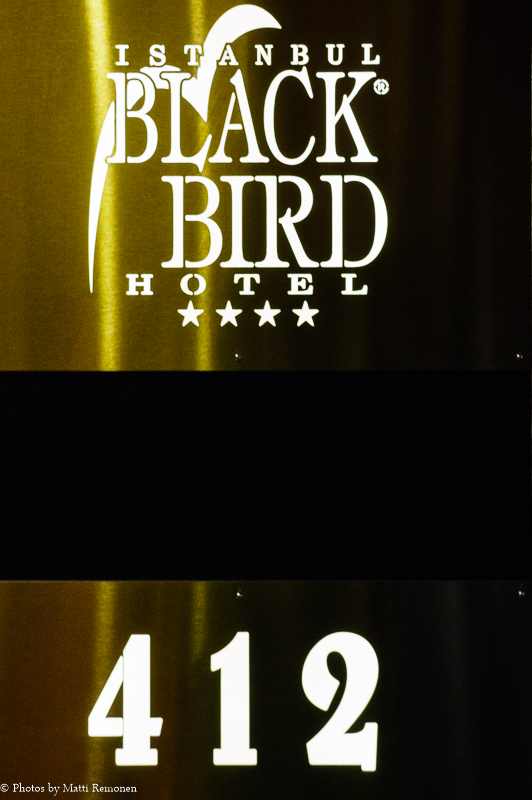 ISTANBUL
BLACK®
BIRD
HOTEL
★★★★
412
© Photos by Matti Remonen